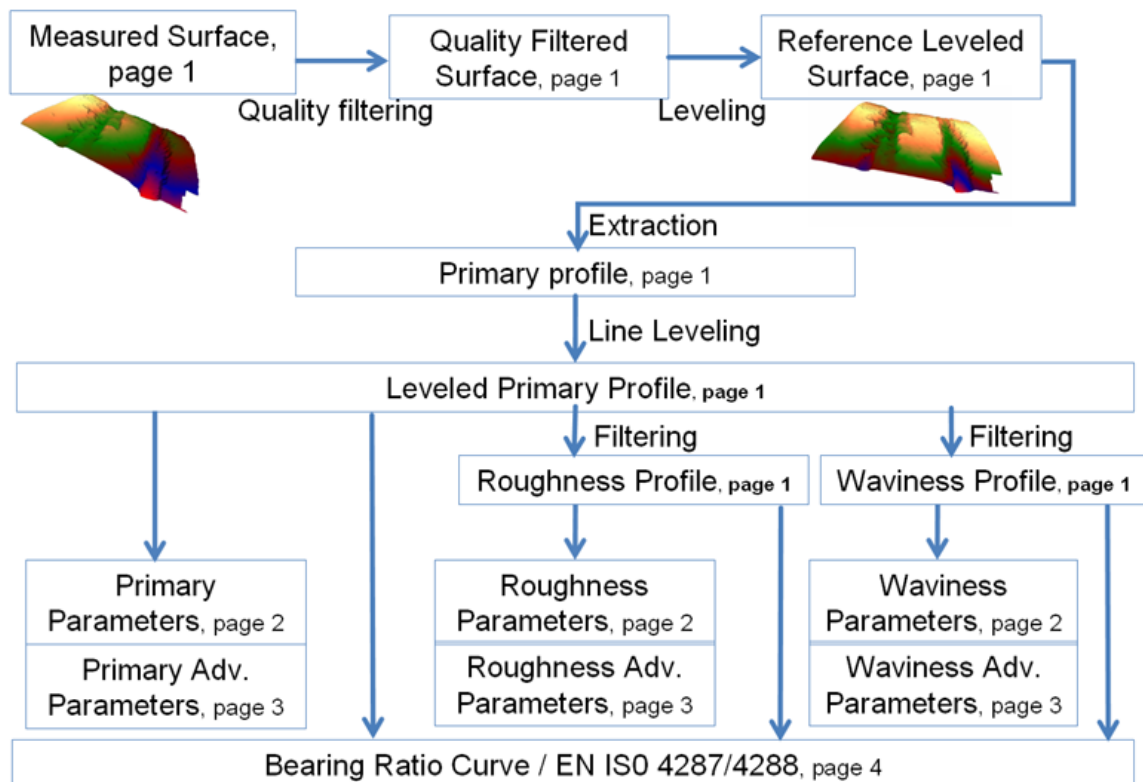 Measured Surface,
page 1
Quality Filtered
Surface, page 1
Reference Leveled
Surface, page 1
Quality filtering
Leveling
Extraction
Primary profile, page 1
Line Leveling
Leveled Primary Profile, page 1
Filtering
Filtering
Roughness Profile, page 1
Waviness Profile, page 1
Primary
Parameters, page 2
Roughness
Parameters, page 2
Waviness
Parameters, page 2
Primary Adv.
Parameters, page 3
Roughness Adv.
Parameters, page 3
Waviness Adv.
Parameters, page 3
Bearing Ratio Curve / EN IS0 4287/4288, page 4